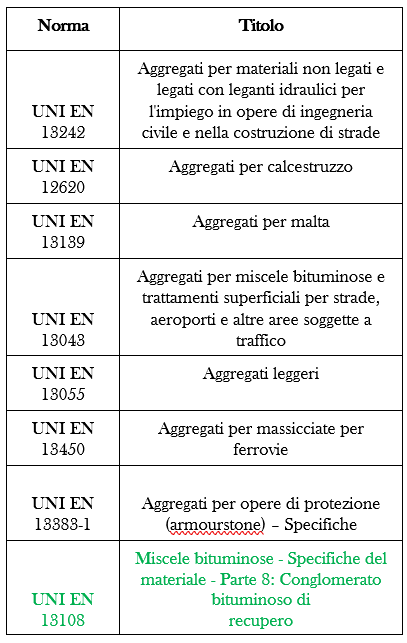 Norma
Titolo
UNI EN
13242
Aggregati per materiali non legati e
legati con leganti idraulici per
l'impiego in opere di ingegneria
civile e nella costruzione di strade
UNI EN
12620
Aggregati per calcestruzzo
UNI EN
13139
Aggregati per malta
UNI EN
13043
Aggregati per miscele bituminose e
trattamenti superficiali per strade,
aeroporti e altre aree soggette a
traffico
UNI EN
13055
Aggregati leggeri
UNI EN
13450
Aggregati per massicciate per
ferrovie
UNI EN
13383-1
Aggregati per opere di protezione
(armourstone) – Specifiche
UNI EN
13108
Miscele bituminose - Specifiche del
materiale - Parte 8: Conglomerato
bituminoso di
recupero